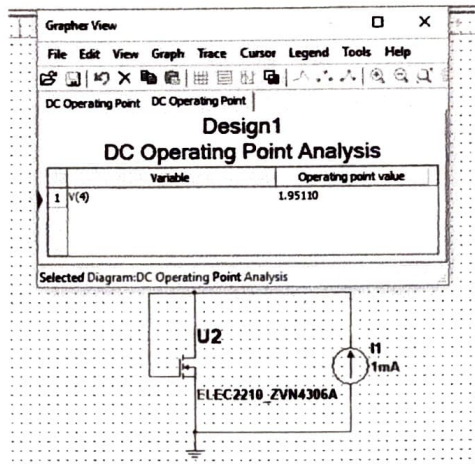 Grapher View
File Edit View Graph Trace Cursor Legend Tools Help
DC Operating Point DC Operating Point
Design1
DC Operating Point Analysis
Variable Operating point value
1 V(4) 1.95110
Selected Diagram:DC Operating Point Analysis
U2
I1
1mA
ELEC2210_ZVN4306A